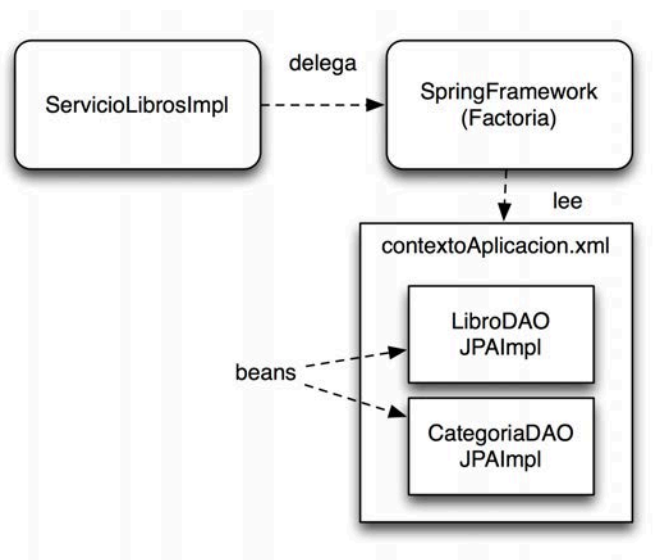 delega
ServicioLibrosImpl
SpringFramework
(Factoria)
lee
contextoAplicacion.xml
LibroDAO
JPAImpl
beans
CategoriaDAO
JPAImpl